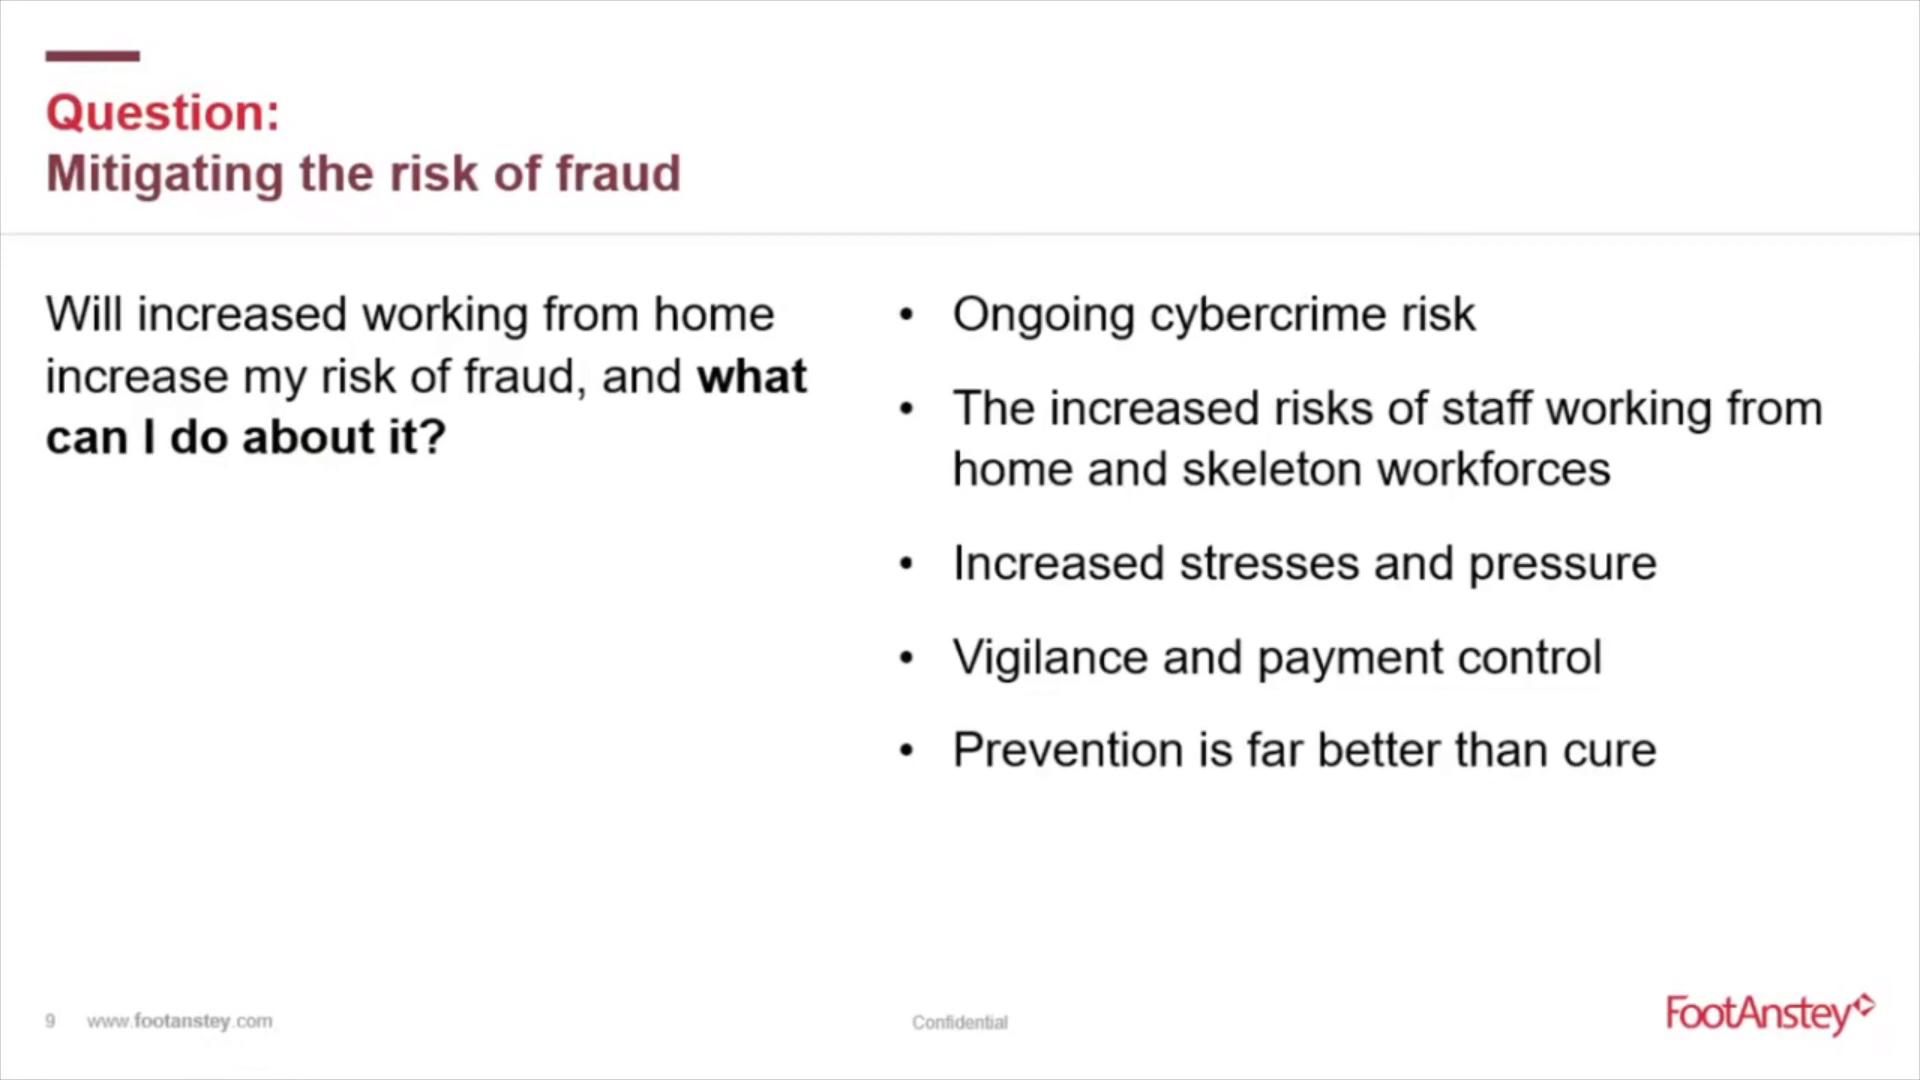 Question:
Mitigating the risk of fraud
Will increased working from home
increase my risk of fraud, and what
can I do about it?
• Ongoing cybercrime risk
• The increased risks of staff working from
home and skeleton workforces
• Increased stresses and pressure
• Vigilance and payment control
• Prevention is far better than cure
9 www.footanstey.com
Confidential
FootAnstey